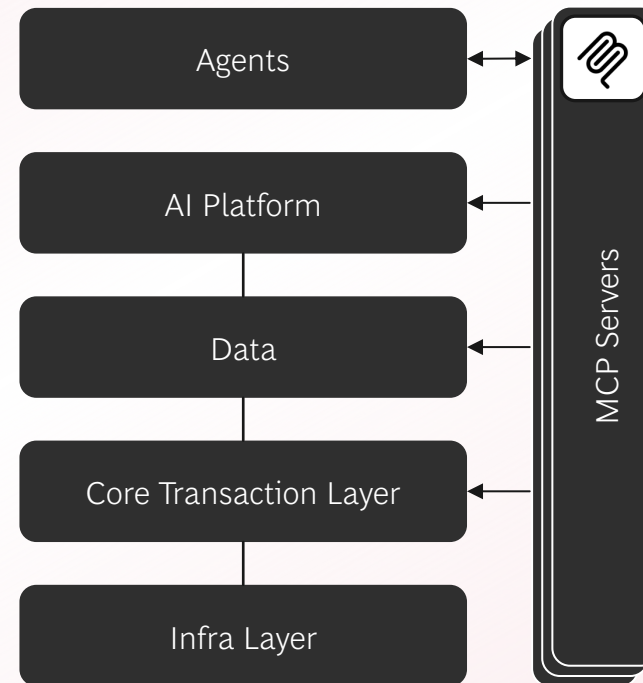 Agents
AI Platform
Data
Core Transaction Layer
Infra Layer
MCP Servers